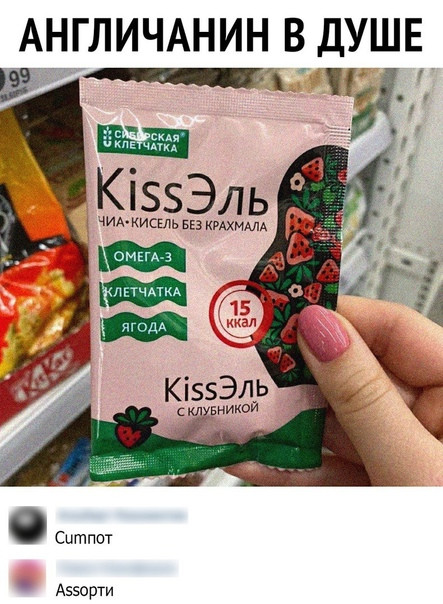 АНГЛИЧАНИН В ДУШЕ
99
СИБИРСКАЯ
КЛЕТЧАТКА
KissЭль
ЧИА•КИСЕЛЬ БЕЗ КРАХМАЛА
ОМЕГА-3
КЛЕТЧАТКА
ЯГОДА
15
ккал
KissЭль
С КЛУБНИКОЙ
Cumпот
Assорти